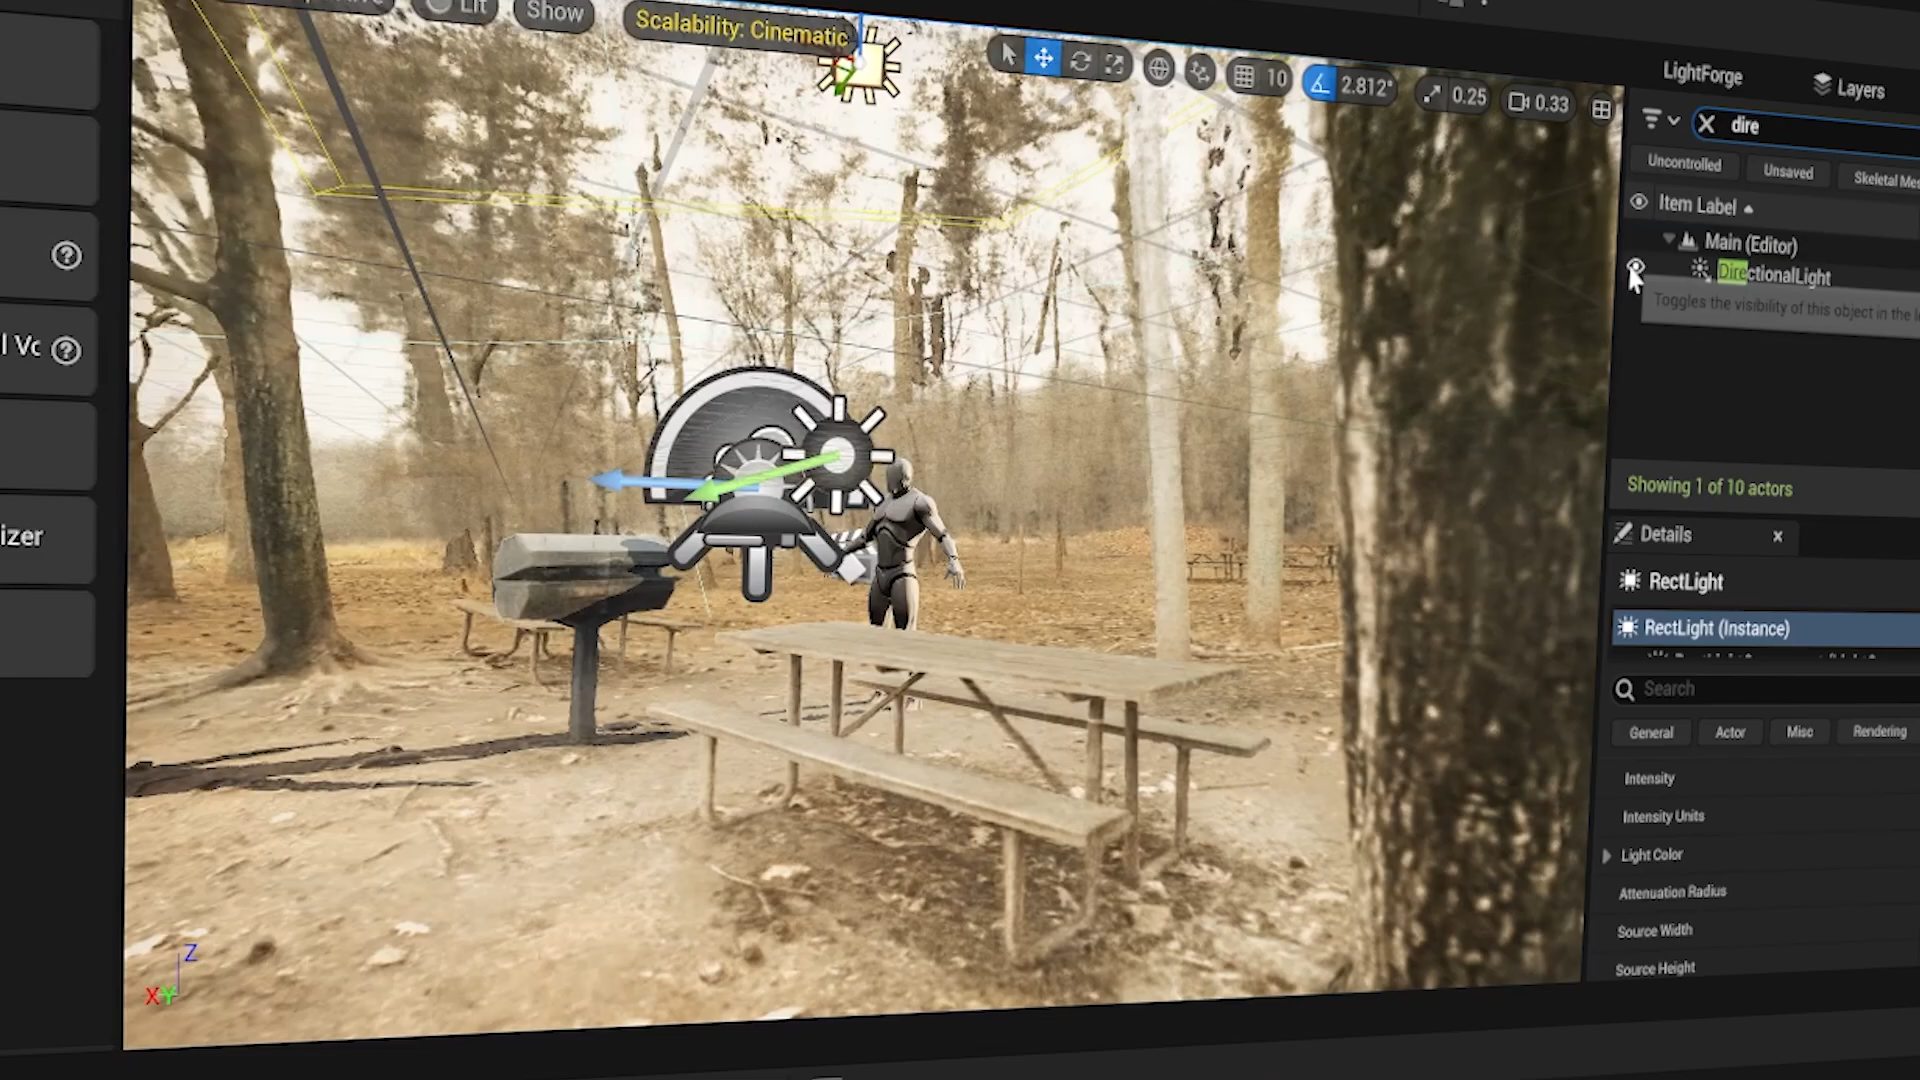 Lit
Show
Scalability: Cinematic
10
2.812°
0.25
0.33
LightForge
Layers
dire
Uncontrolled
Unsaved
Skeletal Mes
Item Label
Main (Editor)
DirectionalLight
Toggles the visibility of this object in the l
l Vo
izer
Showing 1 of 10 actors
Details
RectLight
RectLight (Instance)
Search
General
Actor
Misc
Rendering
Intensity
Intensity Units
Light Color
Attenuation Radius
Source Width
Source Height
Z
X
Y